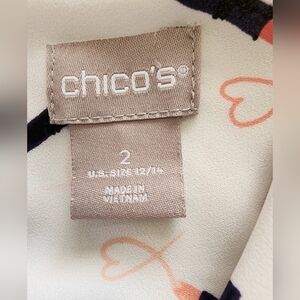 chico's®
2
U.S. SIZE 12/14
MADE IN
VIETNAM